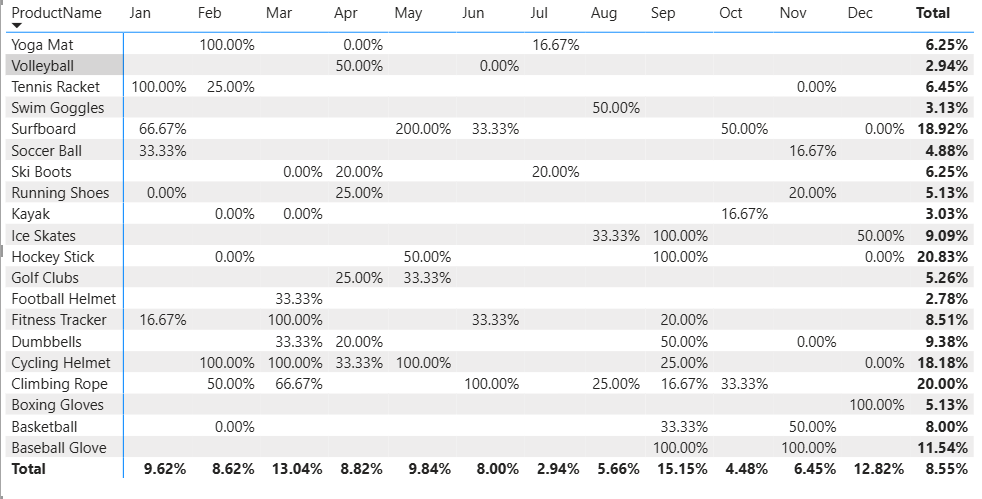 ProductName Jan Feb Mar Apr May Jun Jul Aug Sep Oct Nov Dec Total
Yoga Mat 100.00% 0.00% 16.67% 6.25%
Volleyball 50.00% 0.00% 2.94%
Tennis Racket 100.00% 25.00% 0.00% 6.45%
Swim Goggles 50.00% 3.13%
Surfboard 66.67% 200.00% 33.33% 50.00% 0.00% 18.92%
Soccer Ball 33.33% 16.67% 4.88%
Ski Boots 0.00% 20.00% 20.00% 6.25%
Running Shoes 0.00% 25.00% 20.00% 5.13%
Kayak 0.00% 0.00% 16.67% 3.03%
Ice Skates 33.33% 100.00% 50.00% 9.09%
Hockey Stick 0.00% 50.00% 100.00% 0.00% 20.83%
Golf Clubs 25.00% 33.33% 5.26%
Football Helmet 33.33% 2.78%
Fitness Tracker 16.67% 100.00% 33.33% 20.00% 8.51%
Dumbbells 33.33% 20.00% 50.00% 0.00% 9.38%
Cycling Helmet 100.00% 100.00% 33.33% 100.00% 25.00% 0.00% 18.18%
Climbing Rope 50.00% 66.67% 100.00% 25.00% 16.67% 33.33% 20.00%
Boxing Gloves 100.00% 5.13%
Basketball 0.00% 33.33% 50.00% 8.00%
Baseball Glove 100.00% 100.00% 11.54%
Total 9.62% 8.62% 13.04% 8.82% 9.84% 8.00% 2.94% 5.66% 15.15% 4.48% 6.45% 12.82% 8.55%